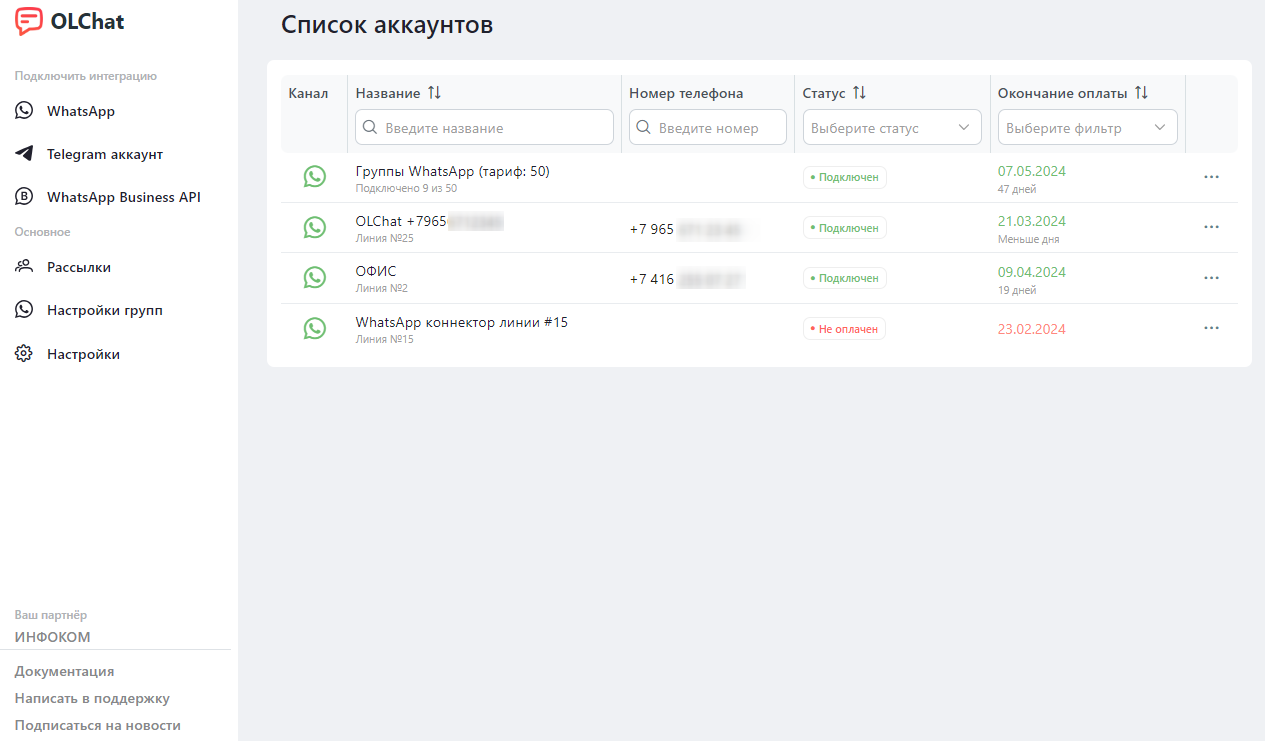 OLChat
Подключить интеграцию
WhatsApp
Telegram аккаунт
WhatsApp Business API
Основное
Рассылки
Настройки групп
Настройки
Ваш партнёр
ИНФОКОМ
Документация
Написать в поддержку
Подписаться на новости
Список аккаунтов
Канал Название Номер телефона Статус Окончание оплаты
Введите название Введите номер Выберите статус Выберите фильтр
Группы WhatsApp (тариф: 50) Подключен 07.05.2024
Подключено 9 из 50 47 дней
OLChat +7965 +7 965 Подключен 21.03.2024
Линия №25 Меньше дня
ОФИС +7 416 Подключен 09.04.2024
Линия №2 19 дней
WhatsApp коннектор линии #15 Не оплачен 23.02.2024
Линия №15